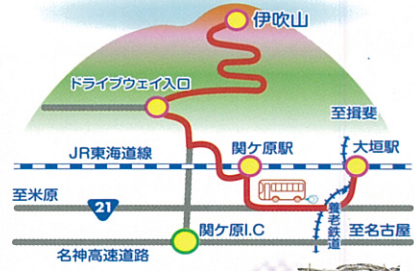 伊吹山
ドライブウェイ入口
至揖斐
JR東海道線
関ケ原駅
大垣駅
至米原
21
養老鉄道
関ケ原I.C
至名古屋
名神高速道路